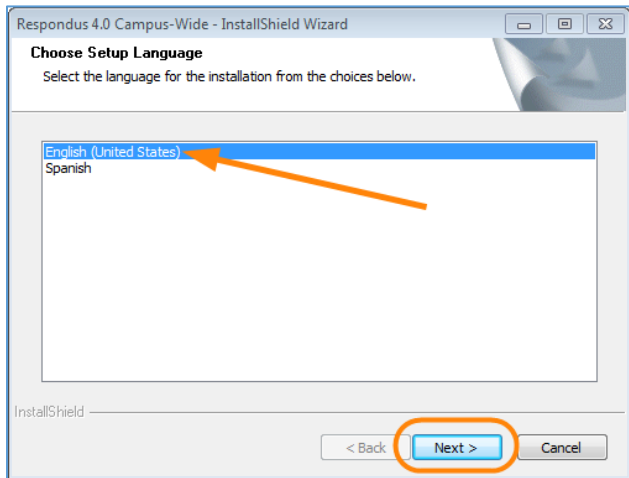 Respondus 4.0 Campus-Wide - InstallShield Wizard
Choose Setup Language
Select the language for the installation from the choices below.
English (United States)
Spanish
InstallShield
< Back Next > Cancel